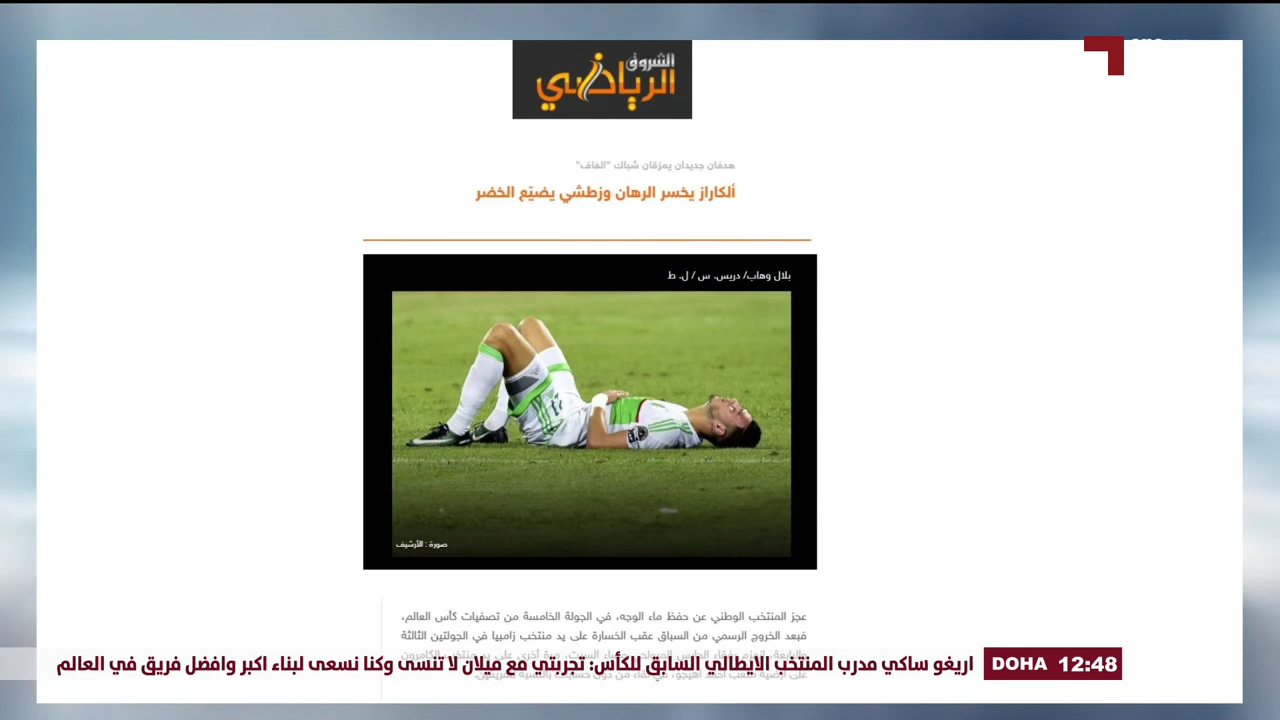 الشروق
الرياضي
هدفان جديدان يمزقان شباك "الفاف"
ألكاراز يخسر الرهان وزطشي يضيّع الخضر
بلال وهاب/ دريس. س / ل. ط
صورة : الأرشيف
عجز المنتخب الوطني عن حفظ ماء الوجه، في الجولة الخامسة من تصفيات كأس العالم،
فبعد الخروج الرسمي من السباق عقب الخسارة على يد منتخب زامبيا في الجولتين الثالثة
DOHA 12:48
اريغو ساكي مدرب المنتخب الايطالي السابق للكأس: تجربتي مع ميلان لا تنسى وكنا نسعى لبناء اكبر وافضل فريق في العالم